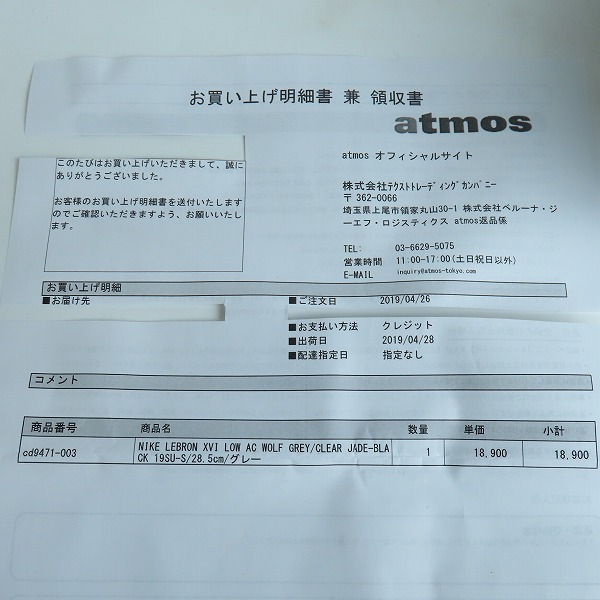 お買い上げ明細書 兼 領収書
atmos
このたびはお買い上げいただきまして、誠に
ありがとうございました。
お客様のお買い上げ明細書を送付いたします
のでご確認いただきますよう、お願いいたし
ます。
atmos オフィシャルサイト
株式会社ﾃｸｽﾄﾄﾚｰﾃﾞｨﾝｸﾞｶﾝﾊﾟﾆｰ
〒 362-0066
埼玉県上尾市領家丸山30-1 株式会社ベルーナ・ジ
ーエフ・ロジスティクス atmos返品係
TEL: 03-6629-5075
営業時間 11:00-17:00(土日祝日以外)
E-MAIL inquiry@atmos-tokyo.com
お買い上げ明細
■お届け先
■ご注文日 2019/04/26
■お支払い方法 クレジット
■出荷日 2019/04/28
■配達指定日 指定なし
コメント
商品番号 商品名 数量 単価 小計
cd9471-003 NIKE LEBRON XVI LOW AC WOLF GREY/CLEAR JADE-BLA 1 18,900 18,900
CK 19SU-S/28.5cm/グレー